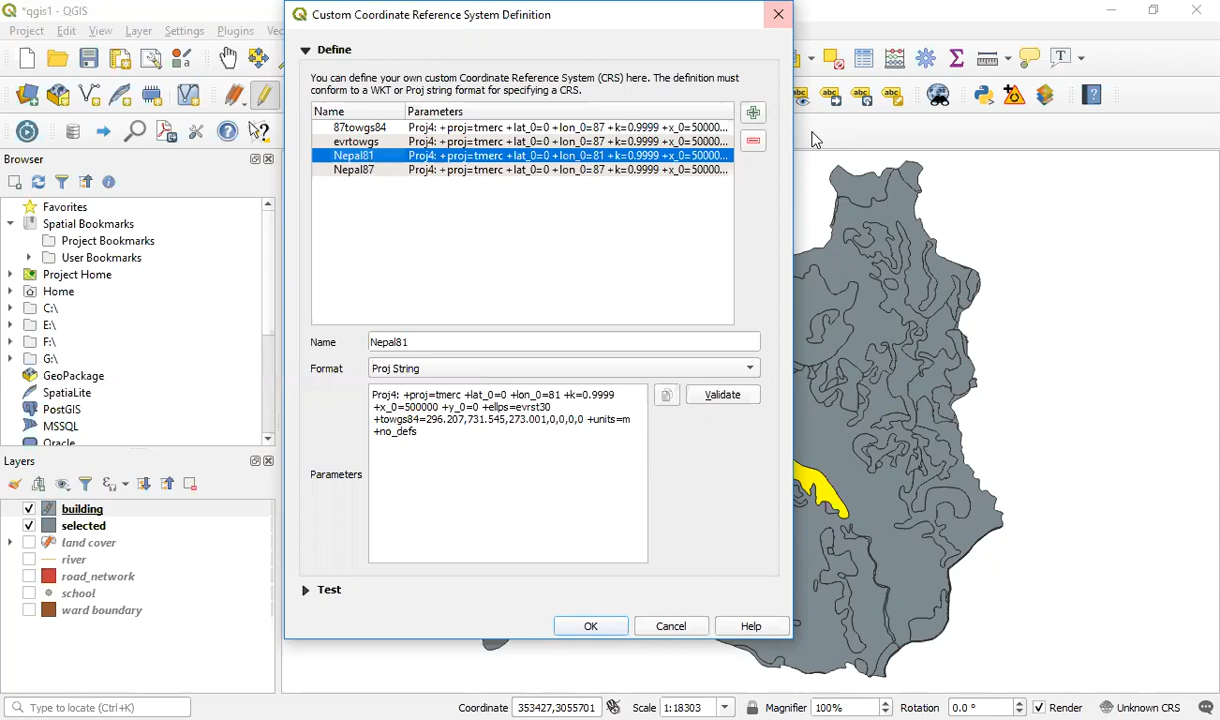 *qgis1 — QGIS
Project Edit View Layer Settings Plugins
Custom Coordinate Reference System Definition
Define
You can define your own custom Coordinate Reference System (CRS) here. The definition must
conform to a WKT or Proj string format for specifying a CRS.
Name Parameters
87towgs84 Proj4: +proj=tmerc +lat_0=0 +lon_0=87 +k=0.9999 +x_0=50000...
evrtowgs Proj4: +proj=tmerc +lat_0=0 +lon_0=87 +k=0.9999 +x_0=50000...
Nepal81 Proj4: +proj=tmerc +lat_0=0 +lon_0=81 +k=0.9999 +x_0=50000...
Nepal87 Proj4: +proj=tmerc +lat_0=0 +lon_0=87 +k=0.9999 +x_0=50000...
Name Nepal81
Format Proj String
Proj4: +proj=tmerc +lat_0=0 +lon_0=81 +k=0.9999
+x_0=500000 +y_0=0 +ellps=evrst30
+towgs84=296.207,731.545,273.001,0,0,0,0 +units=m
+no_defs
Validate
Parameters
Test
OK Cancel Help
Browser
Favorites
Spatial Bookmarks
Project Bookmarks
User Bookmarks
Project Home
Home
C:\
E:\
F:\
G:\
GeoPackage
SpatiaLite
PostGIS
MSSQL
Oracle
Layers
building
selected
land cover
river
road_network
school
ward boundary
Type to locate (Ctrl+K) Coordinate 353427,3055701 Scale 1:18303 Magnifier 100% Rotation 0.0 ° Render Unknown CRS